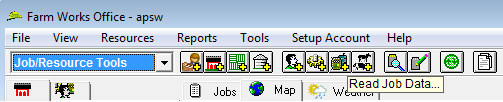 Farm Works Office - apsw
File View Resources Reports Tools Setup Account Help
Job/Resource Tools
Read Job Data...
Jobs Map Weather